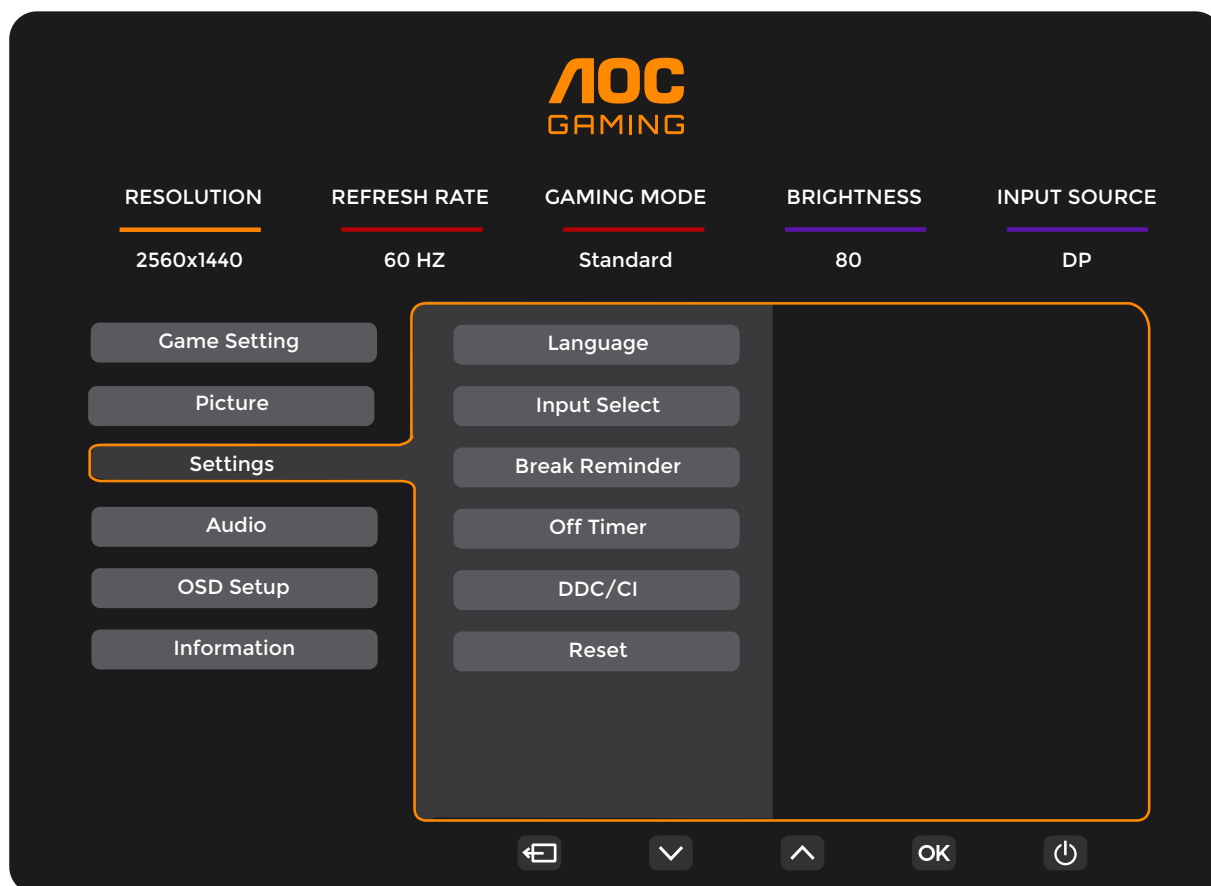 AOC
GAMING
RESOLUTION REFRESH RATE GAMING MODE BRIGHTNESS INPUT SOURCE
2560x1440 60 HZ Standard 80 DP
Game Setting Language
Picture Input Select
Settings Break Reminder
Audio Off Timer
OSD Setup DDC/CI
Information Reset
OK